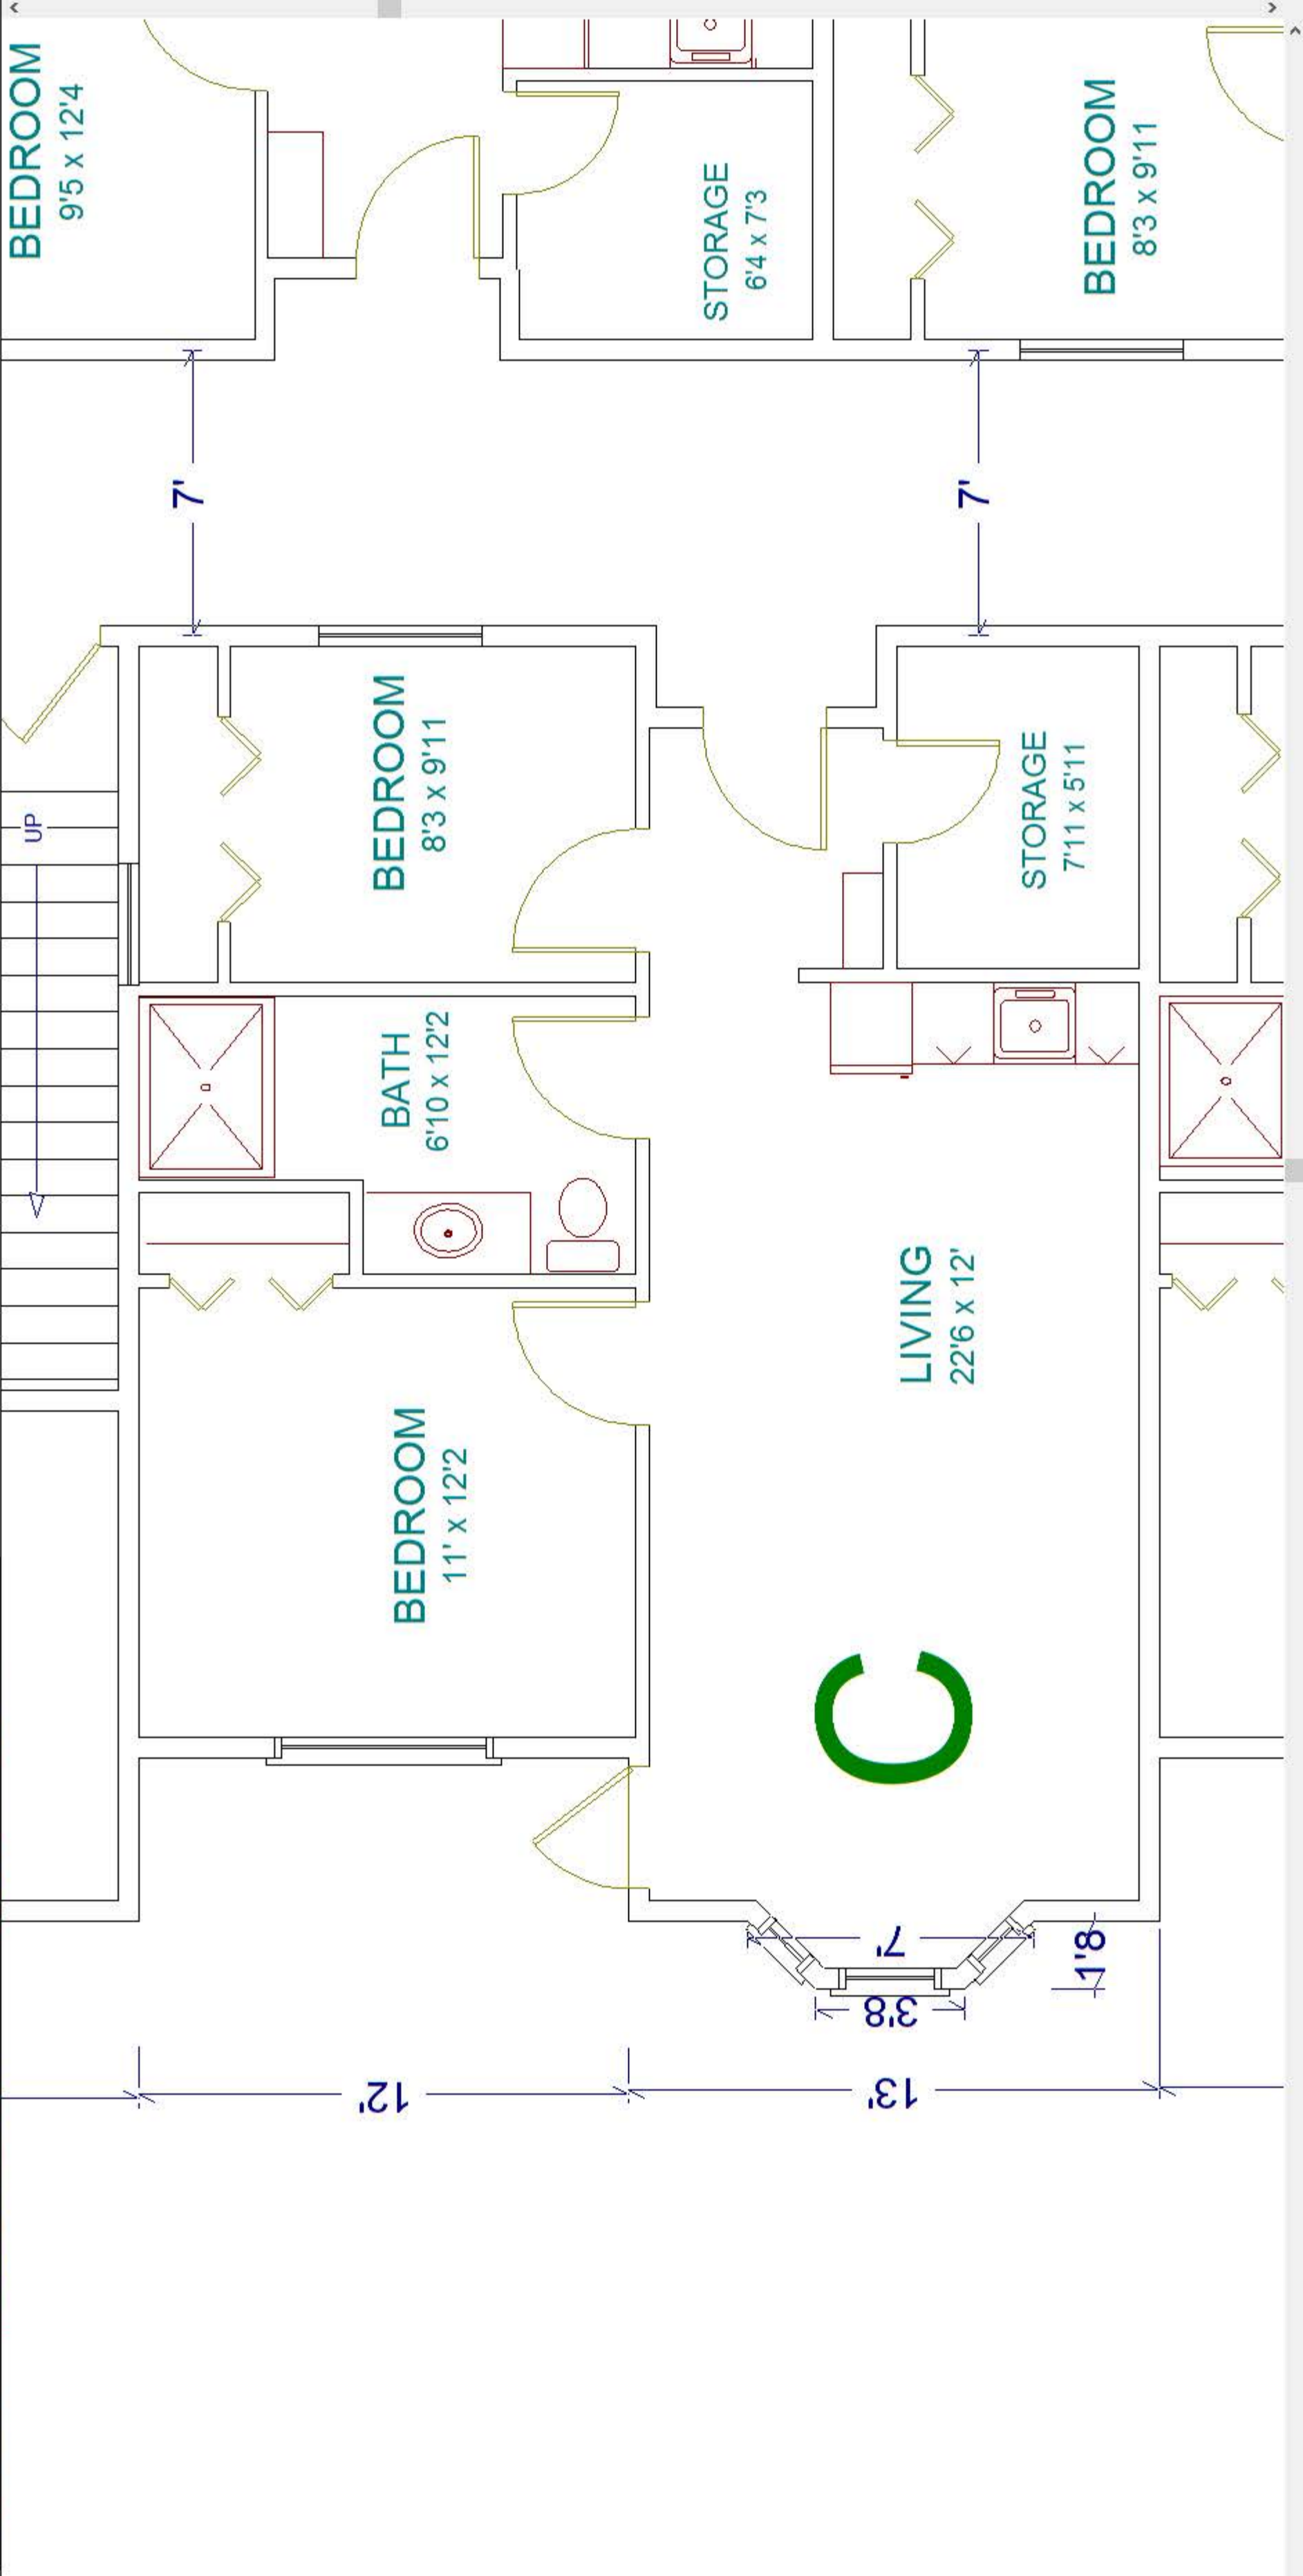 BEDROOM
9'5 x 12'4
STORAGE
6'4 x 7'3
BEDROOM
8'3 x 9'11
7'
7'
UP
BEDROOM
8'3 x 9'11
STORAGE
7'11 x 5'11
BATH
6'10 x 12'2
LIVING
22'6 x 12'
BEDROOM
11' x 12'2
C
7'
1'8
3'8
12'
13'